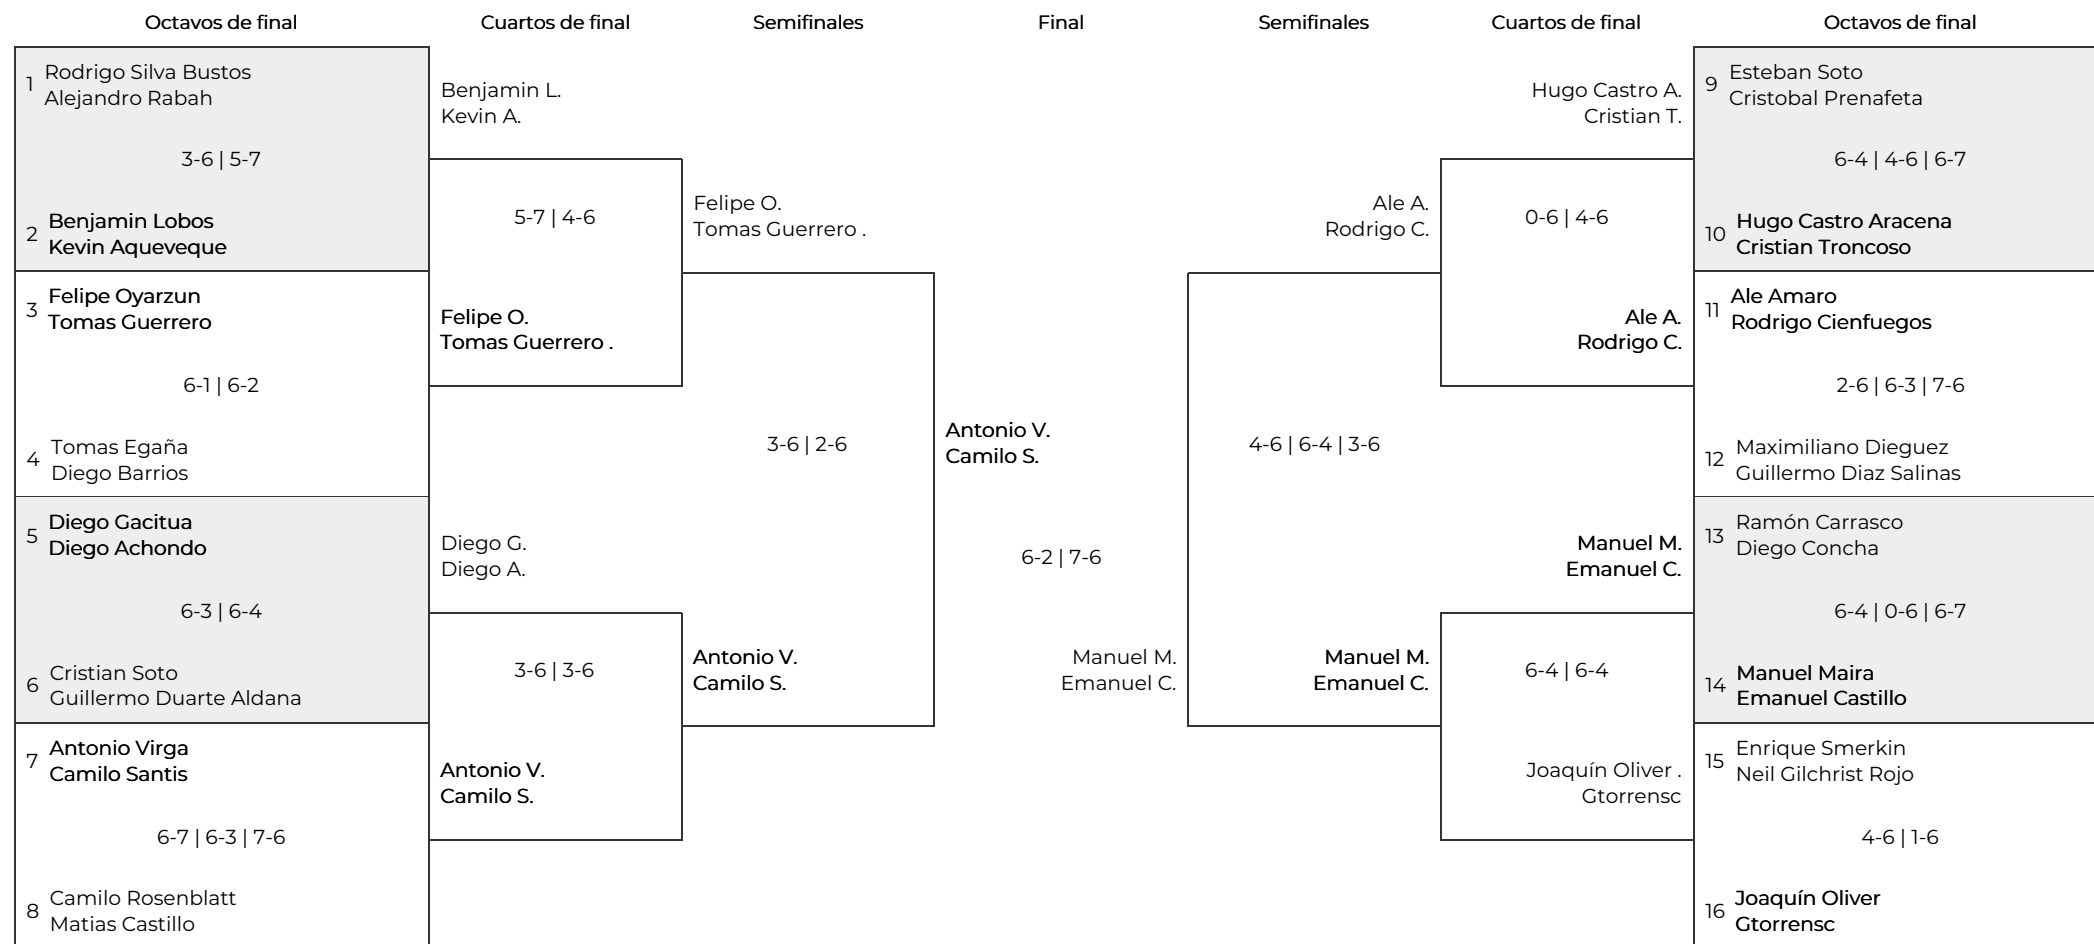 Octavos de final
Cuartos de final
Semifinales
Final
Semifinales
Cuartos de final
Octavos de final
1
Rodrigo Silva Bustos
Alejandro Rabah
3-6 | 5-7
2
Benjamin Lobos
Kevin Aqueveque
3
Felipe Oyarzun
Tomas Guerrero
6-1 | 6-2
4
Tomas Egaña
Diego Barrios
5
Diego Gacitua
Diego Achondo
6-3 | 6-4
6
Cristian Soto
Guillermo Duarte Aldana
7
Antonio Virga
Camilo Santis
6-7 | 6-3 | 7-6
8
Camilo Rosenblatt
Matias Castillo
Benjamin L.
Kevin A.
5-7 | 4-6
Felipe O.
Tomas Guerrero .
Diego G.
Diego A.
3-6 | 3-6
Antonio V.
Camilo S.
Felipe O.
Tomas Guerrero .
3-6 | 2-6
Antonio V.
Camilo S.
Antonio V.
Camilo S.
6-2 | 7-6
Manuel M.
Emanuel C.
Ale A.
Rodrigo C.
4-6 | 6-4 | 3-6
Manuel M.
Emanuel C.
Hugo Castro A.
Cristian T.
0-6 | 4-6
Ale A.
Rodrigo C.
Manuel M.
Emanuel C.
6-4 | 6-4
Joaquín Oliver .
Gtorrensc
9
Esteban Soto
Cristobal Prenafeta
6-4 | 4-6 | 6-7
10
Hugo Castro Aracena
Cristian Troncoso
11
Ale Amaro
Rodrigo Cienfuegos
2-6 | 6-3 | 7-6
12
Maximiliano Dieguez
Guillermo Diaz Salinas
13
Ramón Carrasco
Diego Concha
6-4 | 0-6 | 6-7
14
Manuel Maira
Emanuel Castillo
15
Enrique Smerkin
Neil Gilchrist Rojo
4-6 | 1-6
16
Joaquín Oliver
Gtorrensc